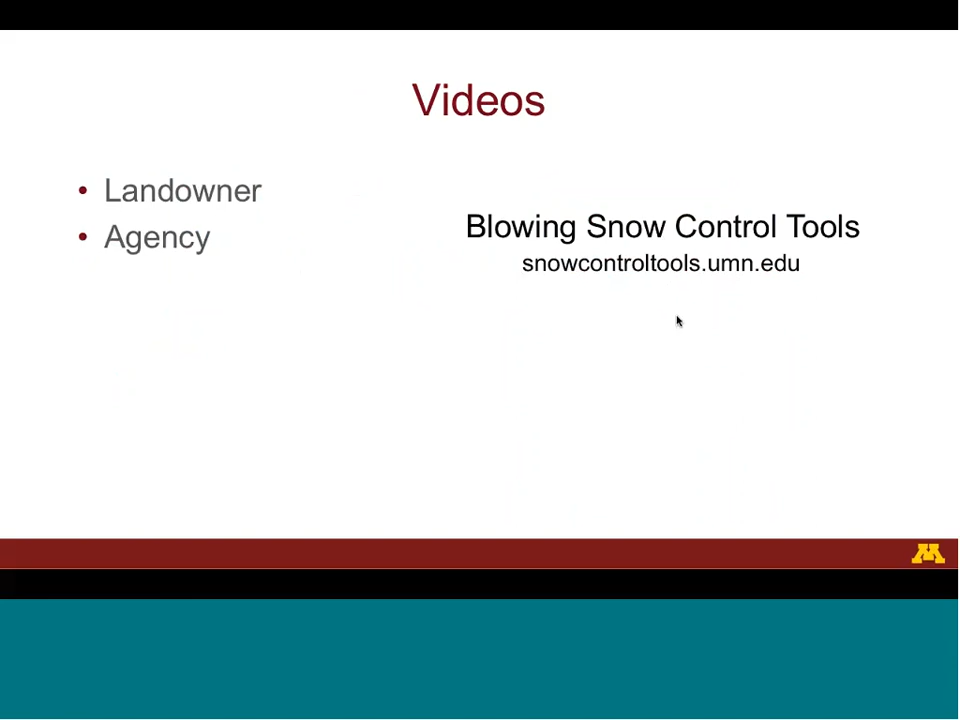 Videos
• Landowner
• Agency
Blowing Snow Control Tools
snowcontroltools.umn.edu
M